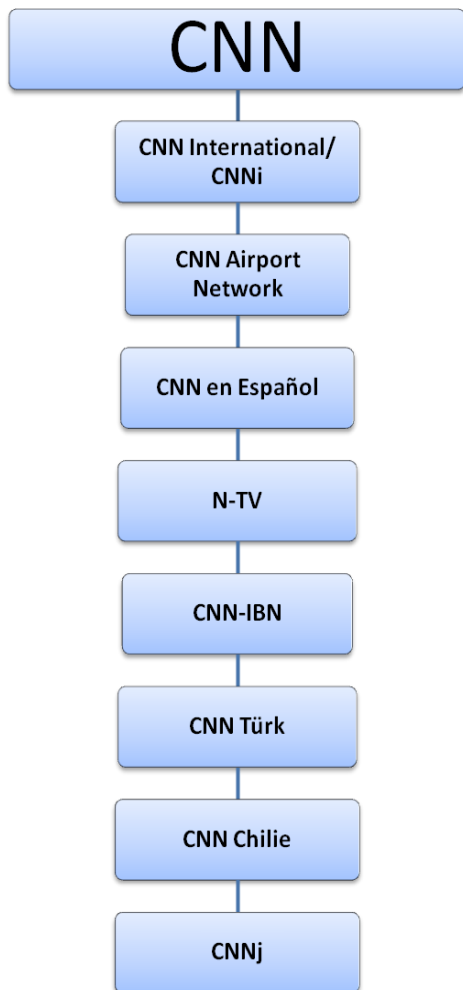 CNN
CNN International/
CNNi
CNN Airport
Network
CNN en Español
N-TV
CNN-IBN
CNN Türk
CNN Chilie
CNNj